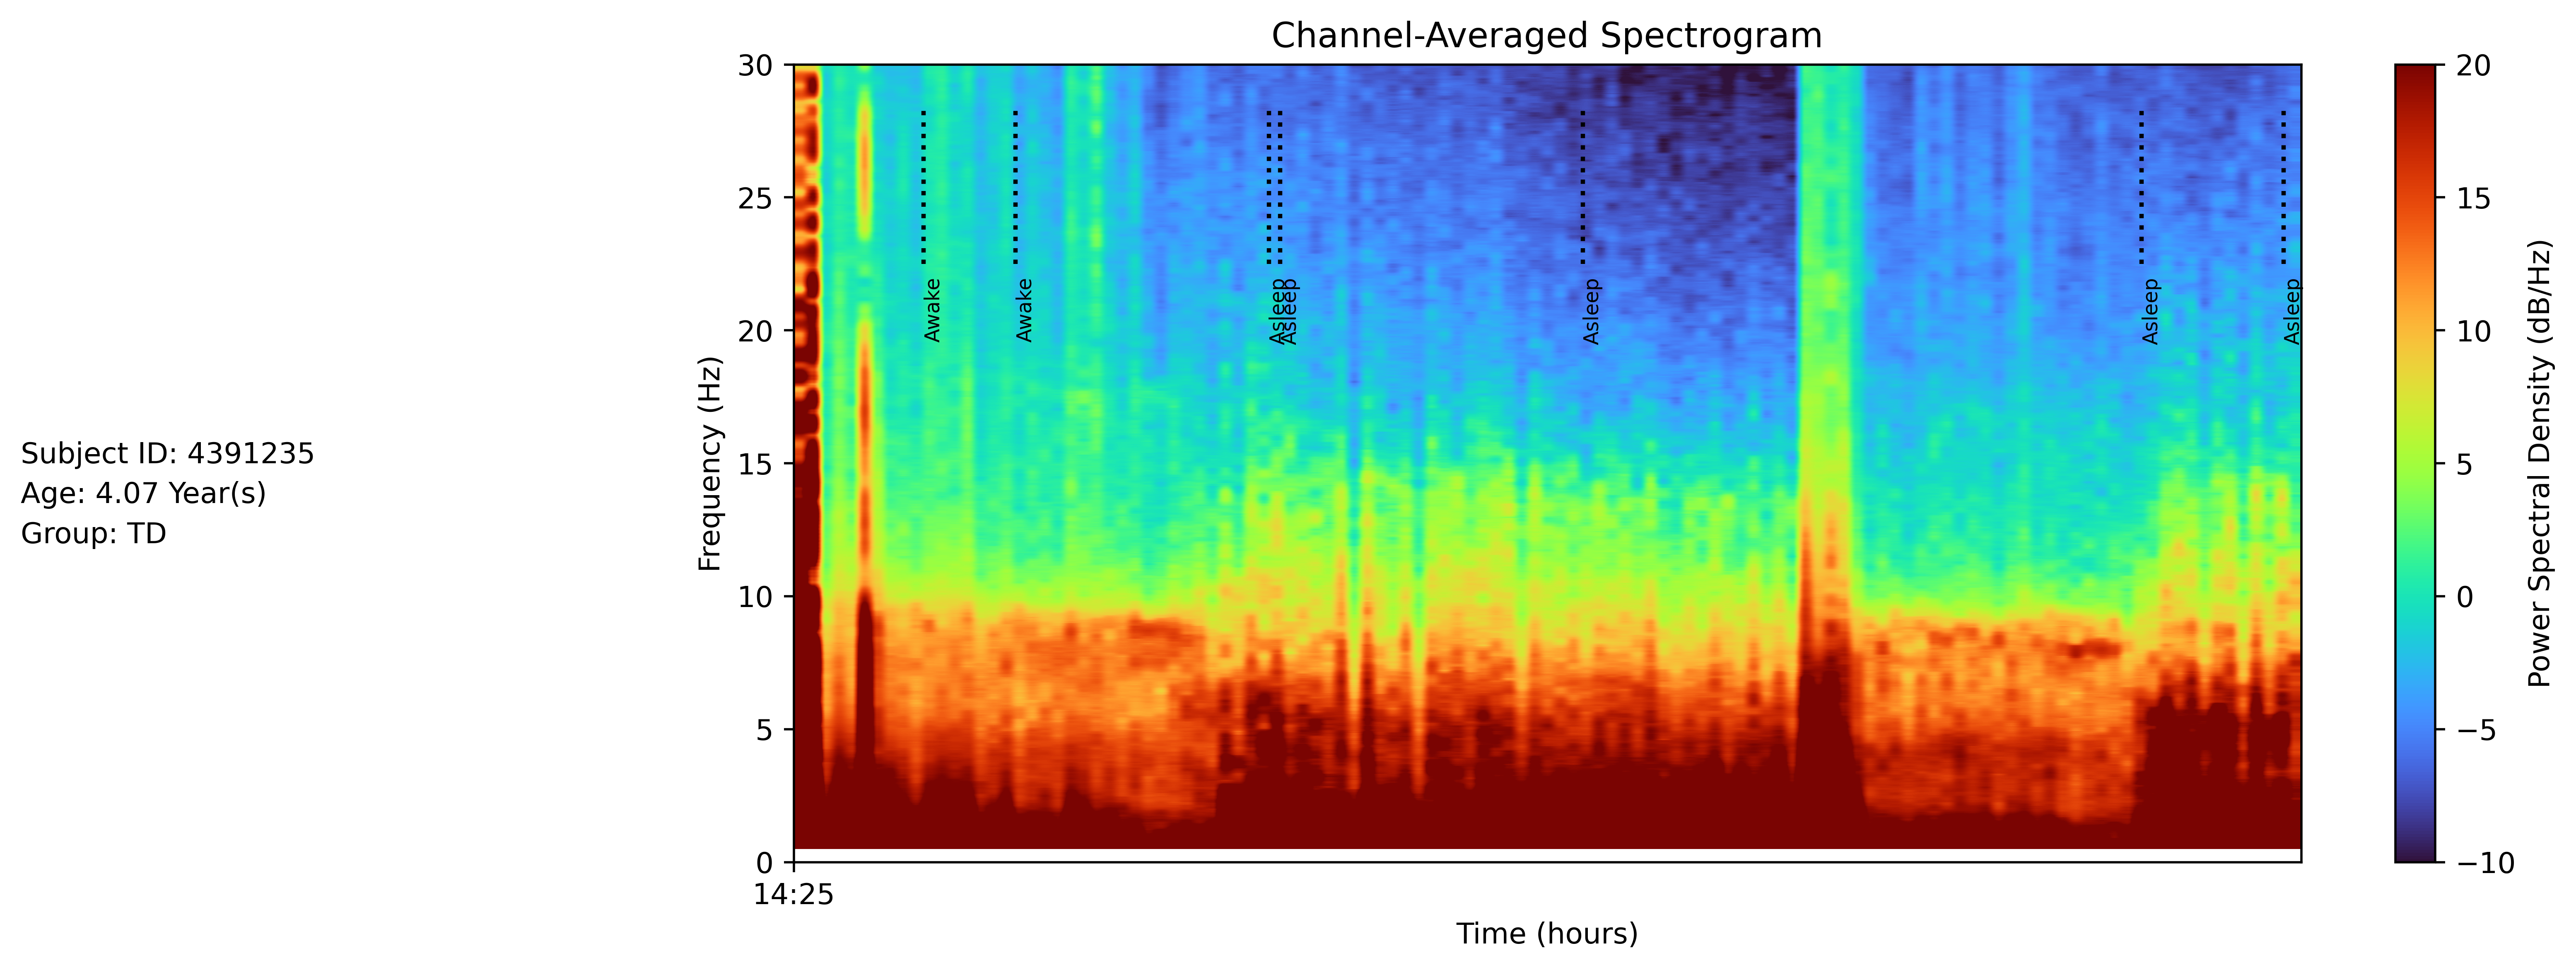 Channel-Averaged Spectrogram
Subject ID: 4391235
Age: 4.07 Year(s)
Group: TD
Frequency (Hz)
30
25
20
15
10
5
0
Awake
Awake
Asleep
Asleep
Asleep
Asleep
Asleep
14:25
Time (hours)
20
15
10
5
0
−5
−10
Power Spectral Density (dB/Hz)